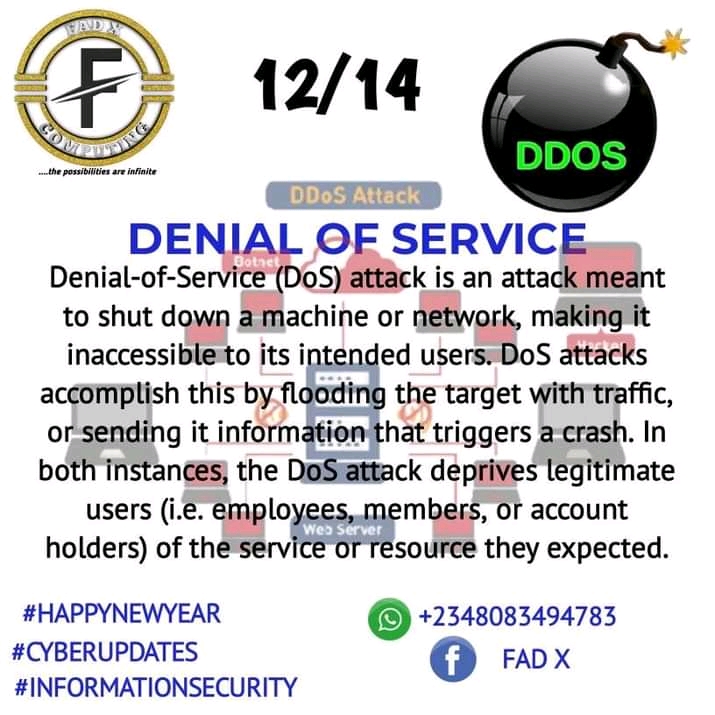 FAD X
COMPUTING
....the possibilities are infinite
12/14
DDOS
DDoS Attack
DENIAL OF SERVICE
Botnet
Denial-of-Service (DoS) attack is an attack meant
to shut down a machine or network, making it
inaccessible to its intended users. DoS attacks
Hacker
accomplish this by flooding the target with traffic,
or sending it information that triggers a crash. In
both instances, the DoS attack deprives legitimate
users (i.e. employees, members, or account
Web Server
holders) of the service or resource they expected.
#HAPPYNEWYEAR
+2348083494783
#CYBERUPDATES
FAD X
#INFORMATIONSECURITY